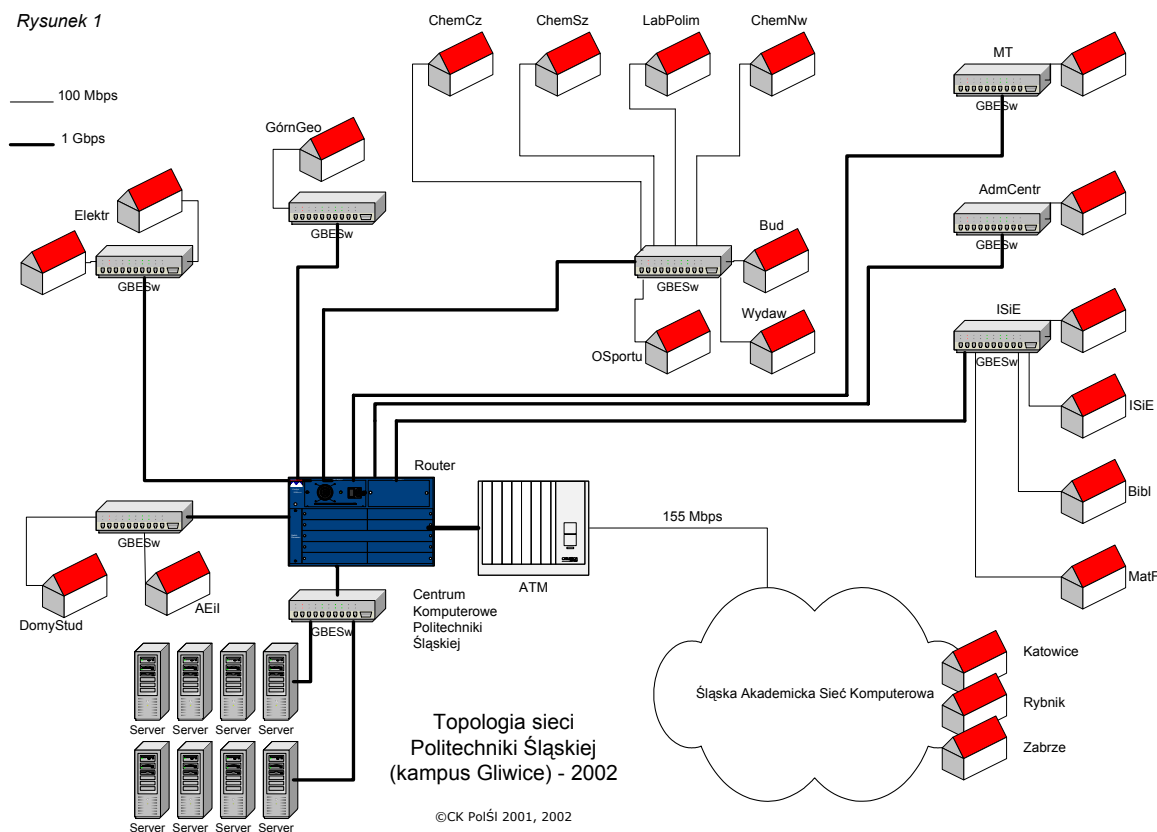 Rysunek 1
100 Mbps
1 Gbps
ChemCz
ChemSz
LabPolim
ChemNw
MT
GBESw
GórnGeo
GBESw
Elektr
GBESw
AdmCentr
GBESw
Bud
GBESw
Wydaw
OSportu
ISiE
GBESw
ISiE
Bibl
MatF
Router
GBESw
155 Mbps
ATM
DomyStud
AEiI
GBESw
Centrum
Komputerowe
Politechniki
Śląskiej
Server
Server
Server
Server
Server
Server
Server
Server
Śląska Akademicka Sieć Komputerowa
Katowice
Rybnik
Zabrze
Topologia sieci
Politechniki Śląskiej
(kampus Gliwice) - 2002
©CK PolŚl 2001, 2002